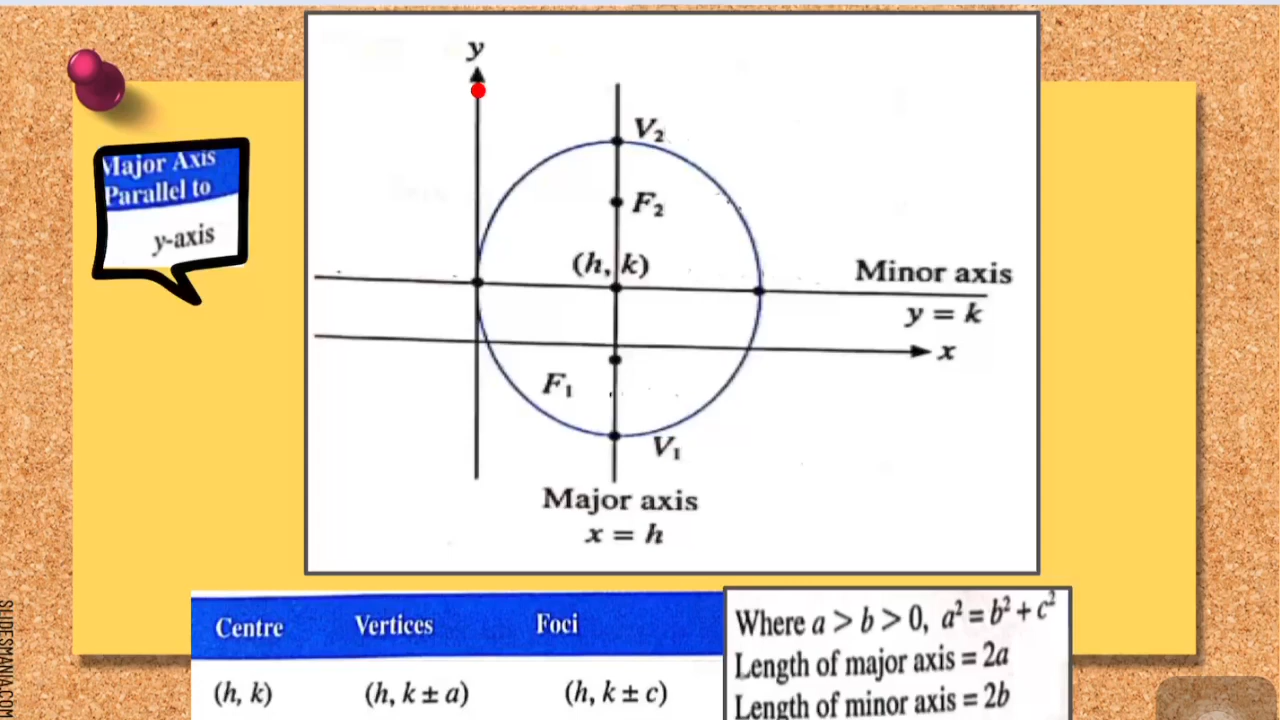 Major Axis
Parallel to
y-axis
y
V₂
F₂
(h, k)
Minor axis
y = k
x
F₁
V₁
Major axis
x = h
Centre Vertices Foci
(h, k) (h, k ± a) (h, k ± c)
Where a > b > 0, a² = b² + c²
Length of major axis = 2a
Length of minor axis = 2b
SLIDESMANIA.COM